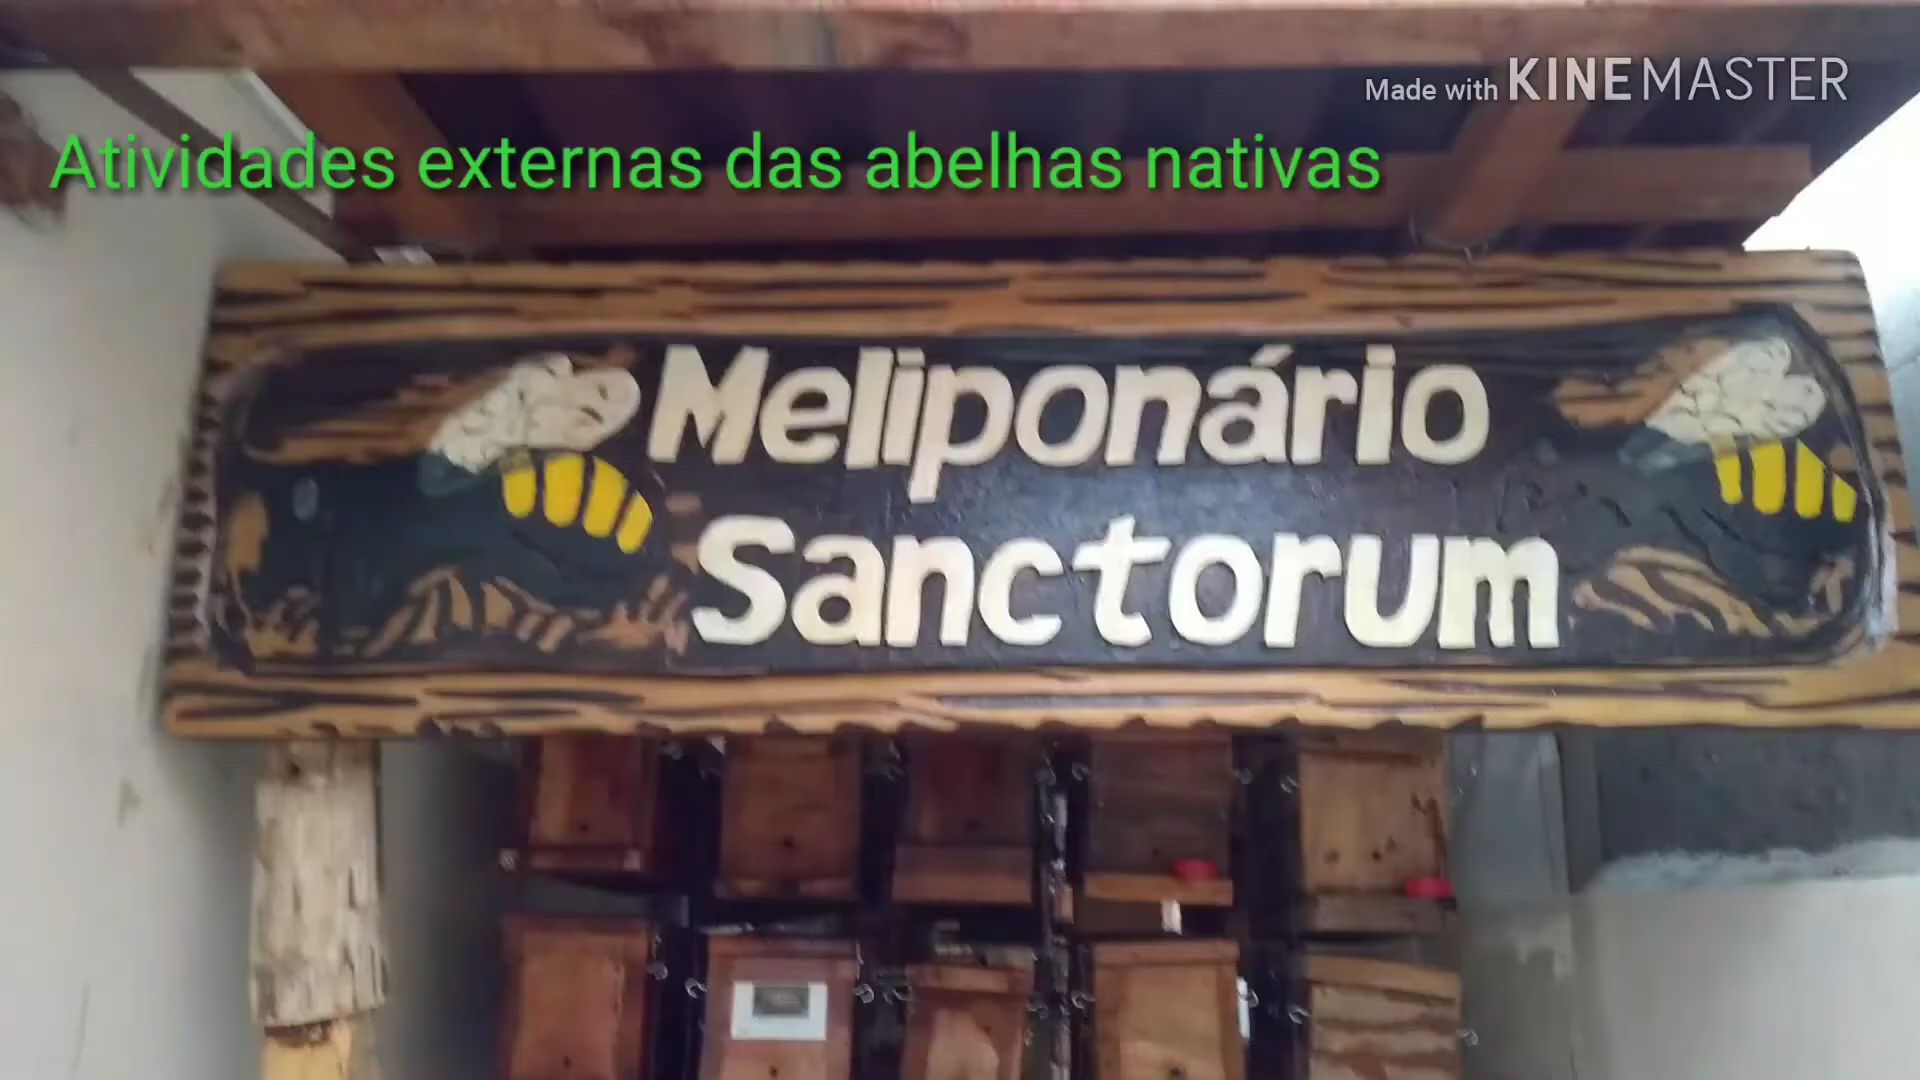 Made with KINEMASTER
Atividades externas das abelhas nativas
Meliponário
Sanctorum